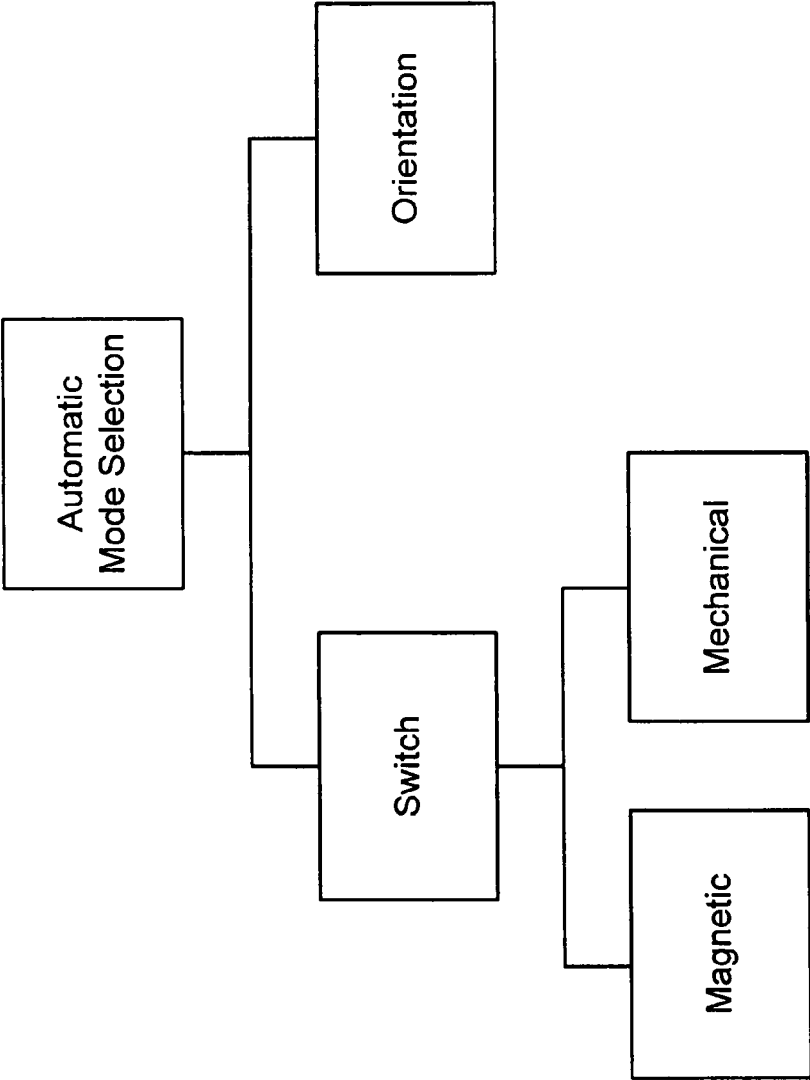 Automatic
Mode Selection
Switch
Orientation
Magnetic
Mechanical